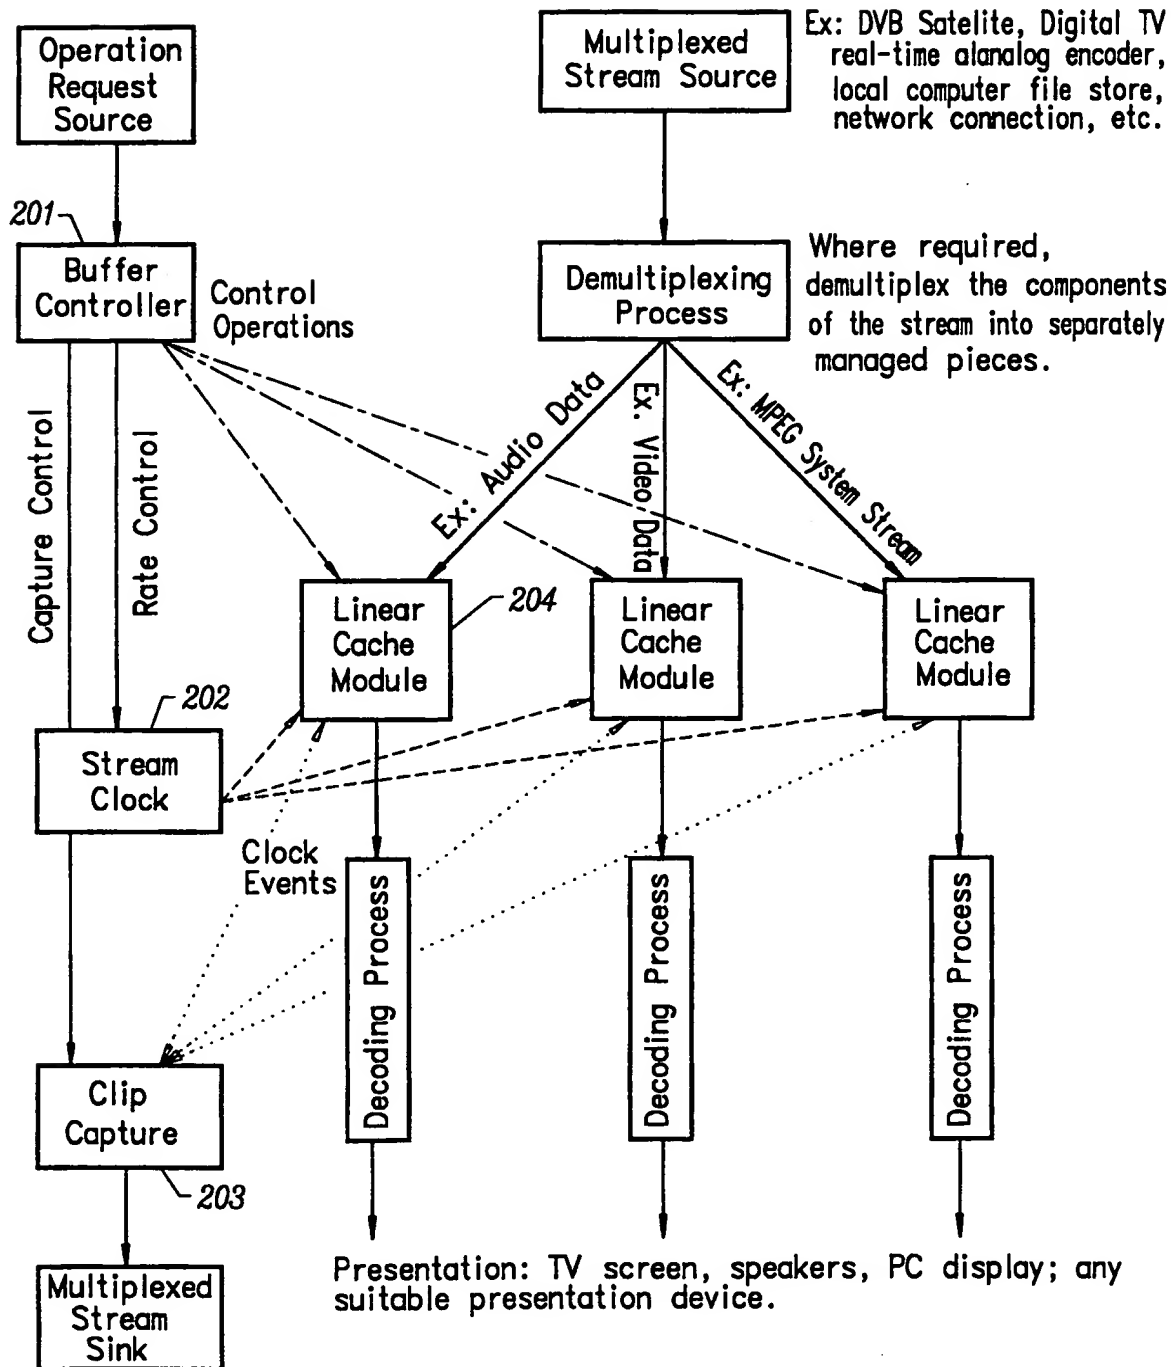 Operation
Request
Source
Multiplexed
Stream Source
Ex: DVB Satelite, Digital TV
real-time alanalog encoder,
local computer file store,
network connection, etc.
201
Buffer
Controller
Control
Operations
Demultiplexing
Process
Where required,
demultiplex the components
of the stream into separately
managed pieces.
Capture Control
Rate Control
Ex: Audio Data
Ex. Video Data
Ex: MPEG System Stream
Linear
Cache
Module
204
Linear
Cache
Module
Linear
Cache
Module
202
Stream
Clock
Clock
Events
Decoding Process
Decoding Process
Decoding Process
Clip
Capture
203
Multiplexed
Stream
Sink
Presentation: TV screen, speakers, PC display; any
suitable presentation device.